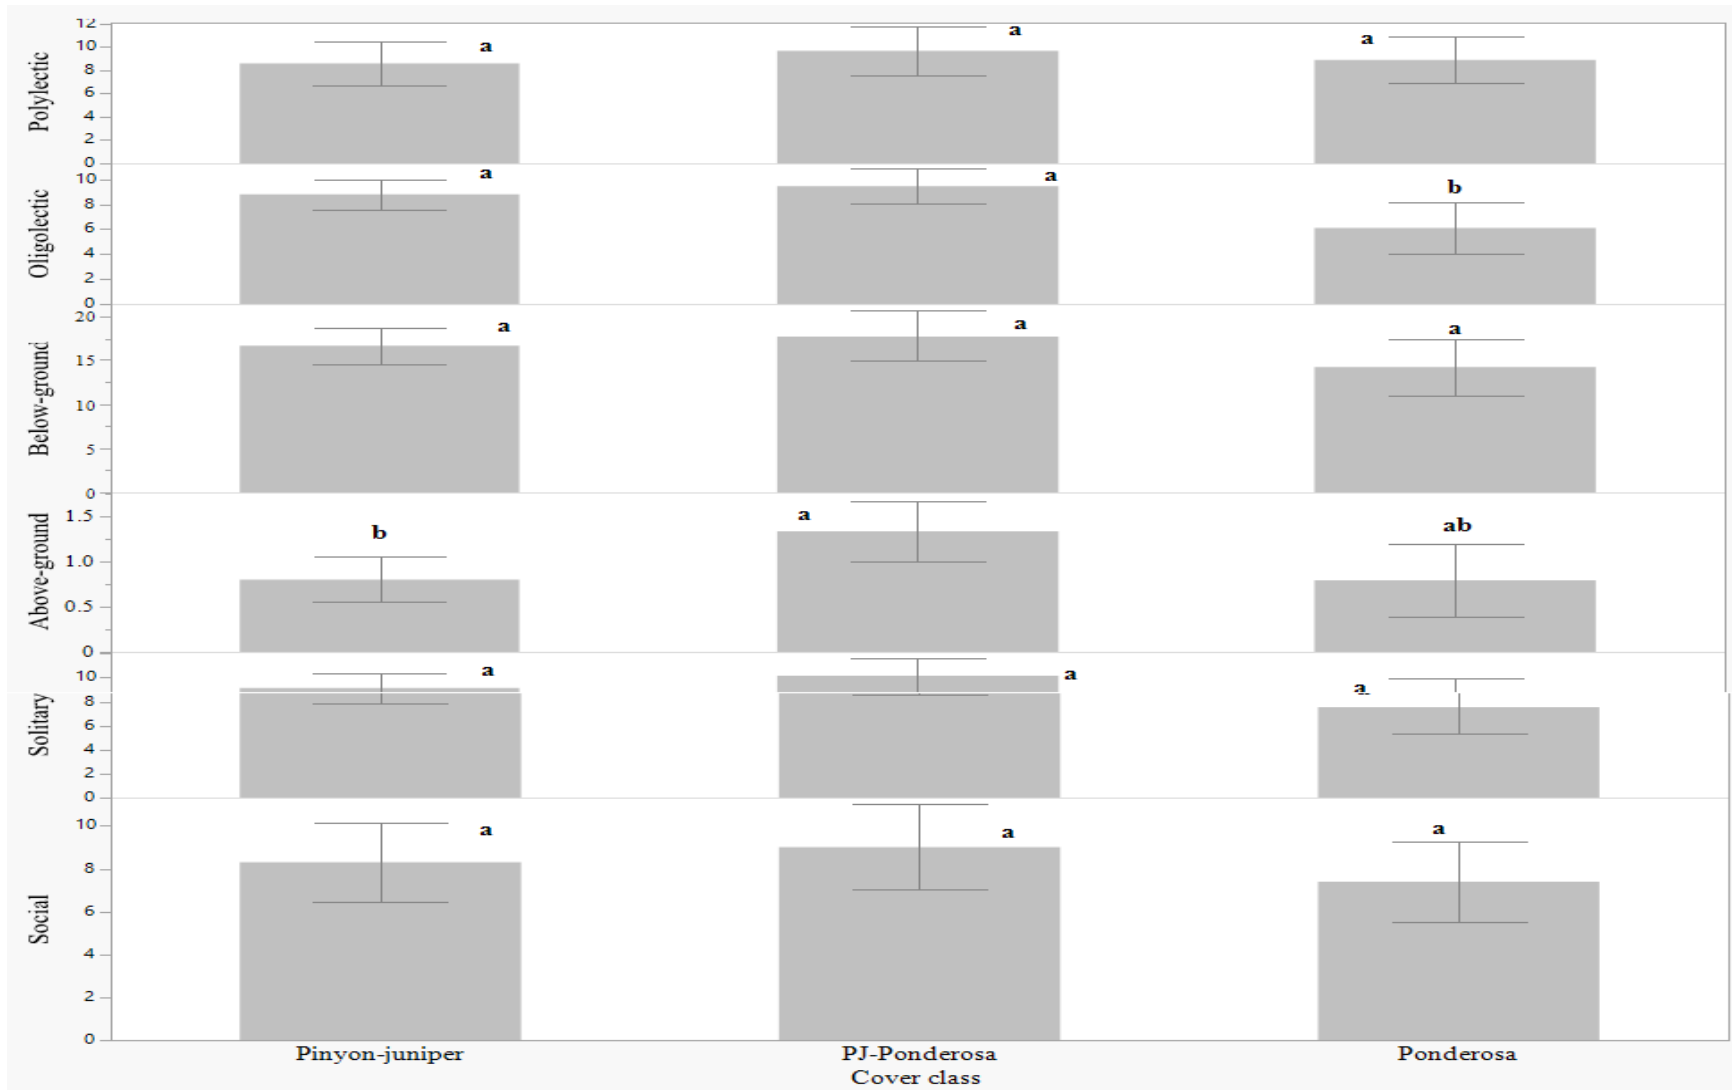 Polylectic
12
10
8
6
4
2
0
a
a
a
Oligolectic
10
8
6
4
2
0
a
a
b
Below-ground
20
15
10
5
0
a
a
a
Above-ground
1.5
1.0
0.5
0
b
a
ab
Solitary
10
8
6
4
2
0
a
a
a
Social
10
8
6
4
2
0
a
a
a
Pinyon-juniper PJ-Ponderosa Ponderosa
Cover class